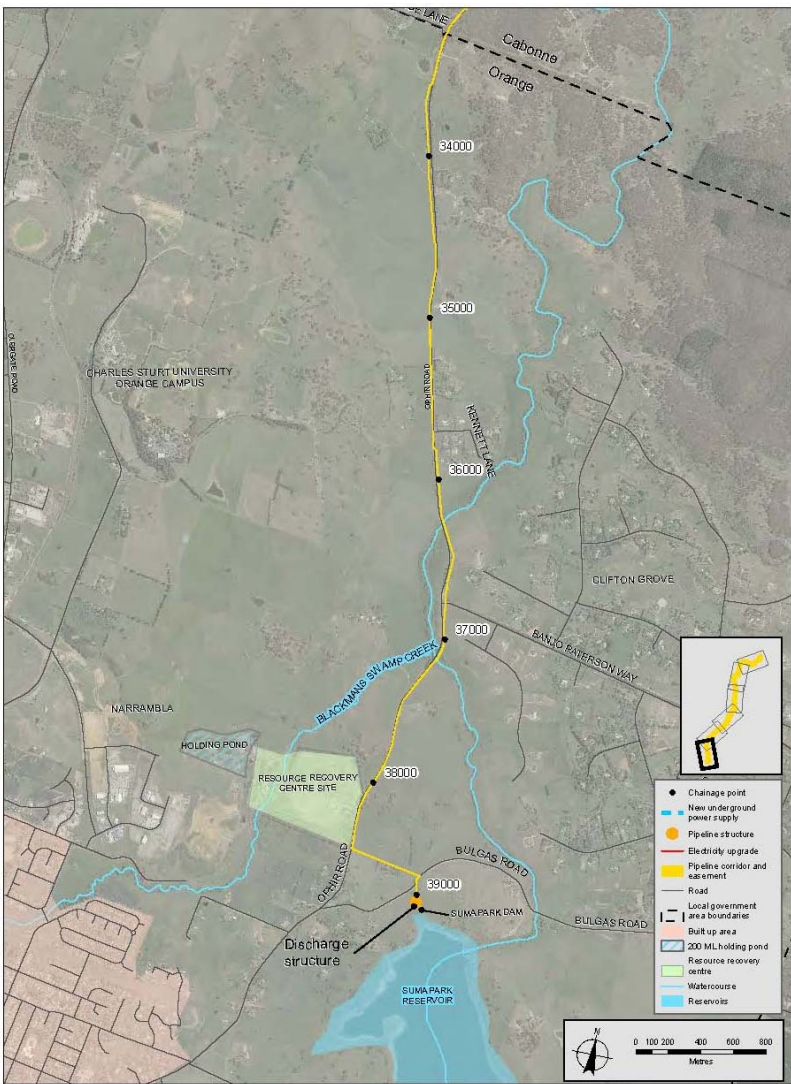 Cabonne
Orange
34000
35000
OPHIR ROAD
CHARLES STURT UNIVERSITY
ORANGE CAMPUS
KENNETT LANE
36000
CLIFTON GROVE
37000
BANJO PATERSON WAY
BLACKMANS SWAMP CREEK
NARRAMBLA
HOLDING POND
RESOURCE RECOVERY
CENTRE SITE
38000
OPHIR ROAD
BULGAS ROAD
39000
SUMA PARK DAM
BULGAS ROAD
Discharge
structure
SUMA PARK
RESERVOIR
Chainage point
New underground
power supply
Pipeline structure
Electricity upgrade
Pipeline corridor and
easement
Road
Local government
area boundaries
Built up area
200 ML holding pond
Resource recovery
centre
Watercourse
Reservoirs
N
0 100 200 400 600 800
Metres